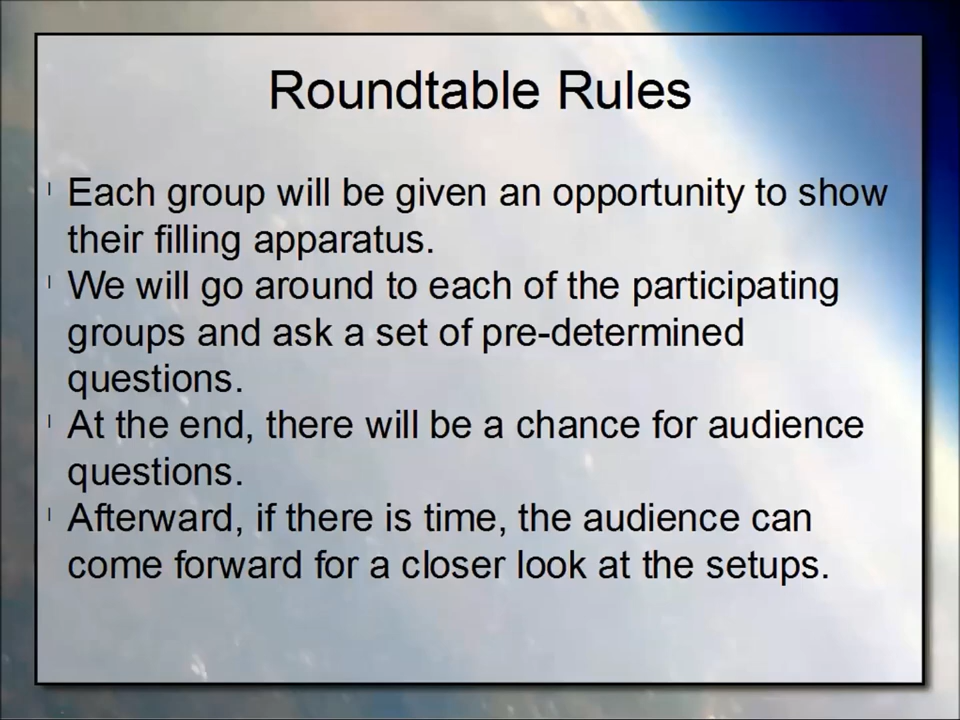 Roundtable Rules
Each group will be given an opportunity to show
their filling apparatus.
We will go around to each of the participating
groups and ask a set of pre-determined
questions.
At the end, there will be a chance for audience
questions.
Afterward, if there is time, the audience can
come forward for a closer look at the setups.